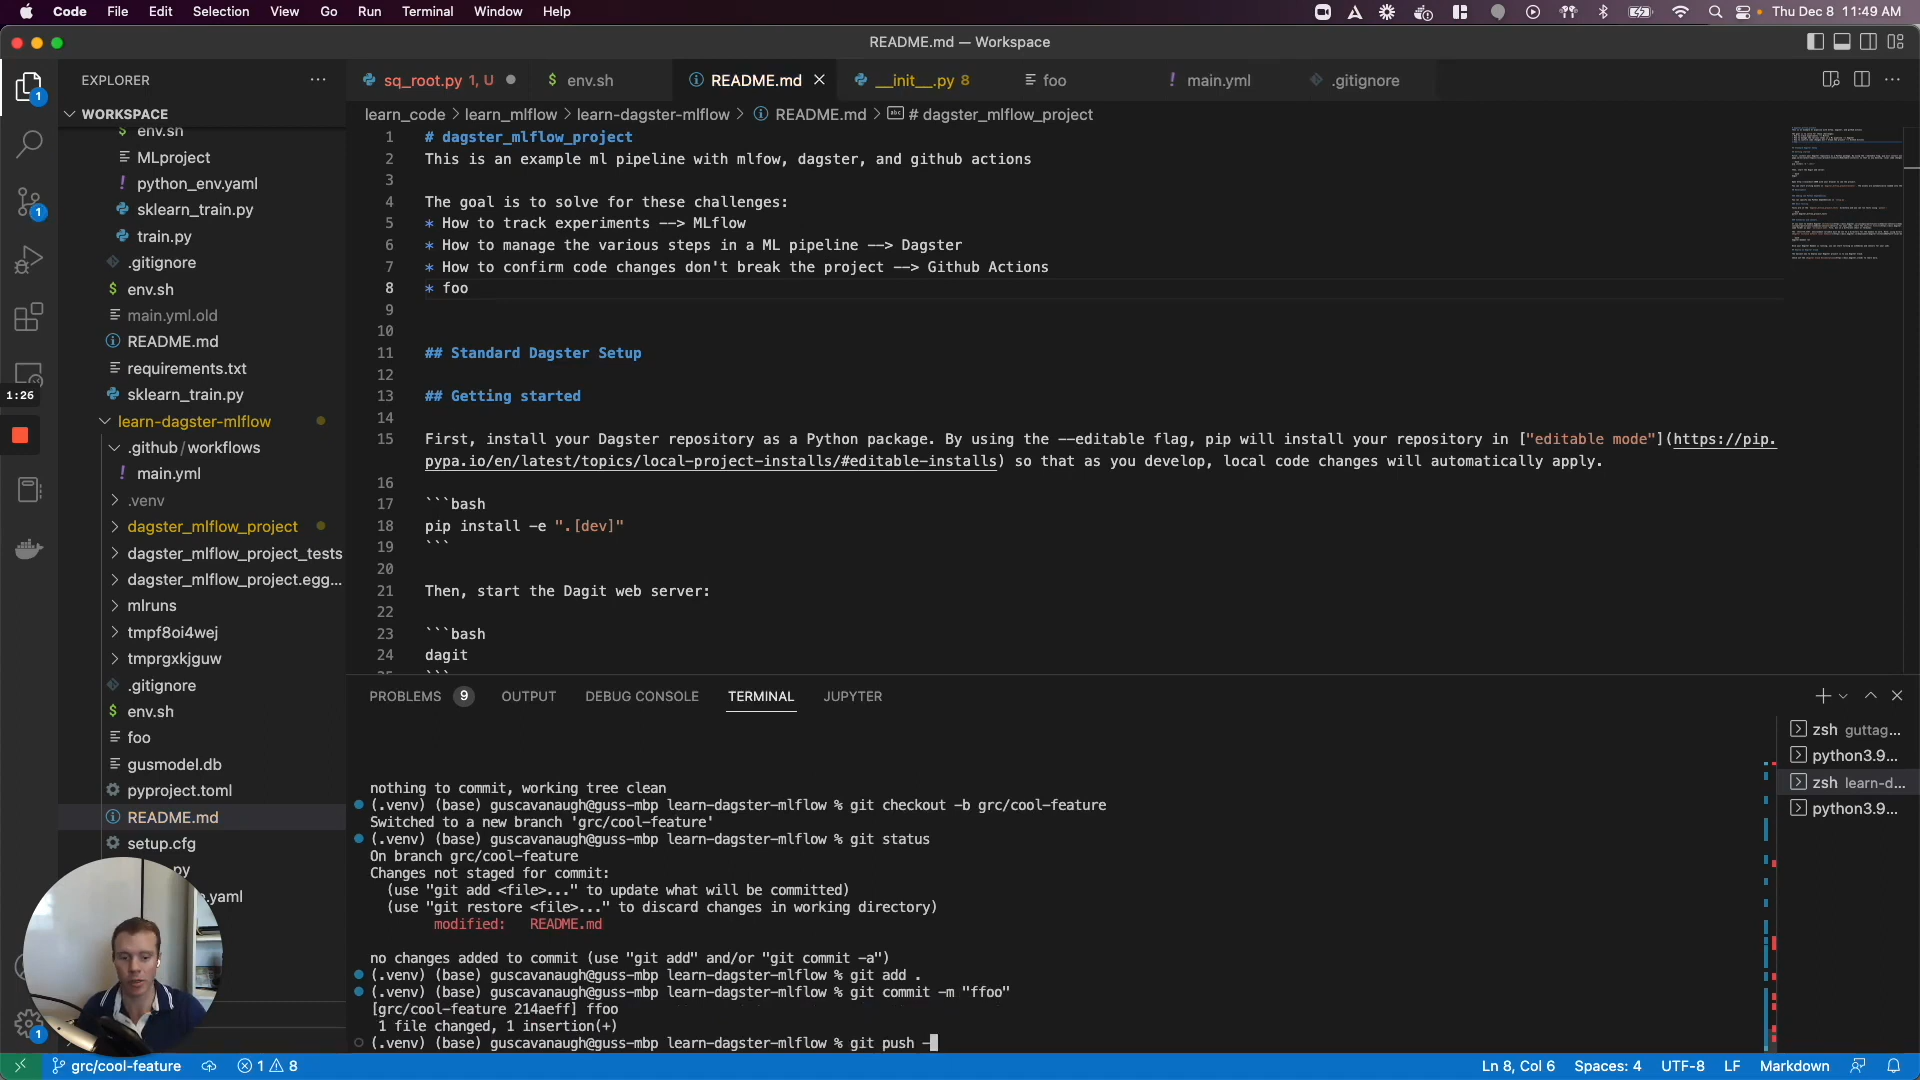 Code File Edit Selection View Go Run Terminal Window Help
Thu Dec 8 11:49 AM
README.md — Workspace
EXPLORER
sq_root.py 1, U
env.sh
README.md
__init__.py 8
foo
main.yml
.gitignore
WORKSPACE
learn_code > learn_mlflow > learn-dagster-mlflow > README.md > # dagster_mlflow_project
env.sh
MLproject
python_env.yaml
sklearn_train.py
train.py
.gitignore
env.sh
main.yml.old
README.md
requirements.txt
sklearn_train.py
learn-dagster-mlflow
.github/workflows
main.yml
.venv
dagster_mlflow_project
dagster_mlflow_project_tests
dagster_mlflow_project.egg...
mlruns
tmpf8oi4wej
tmprgxkjguw
.gitignore
env.sh
foo
gusmodel.db
pyproject.toml
README.md
setup.cfg
.py
.yaml
1
1
1:26
1
1 # dagster_mlflow_project
2 This is an example ml pipeline with mlfow, dagster, and github actions
3
4 The goal is to solve for these challenges:
5 * How to track experiments --> MLflow
6 * How to manage the various steps in a ML pipeline --> Dagster
7 * How to confirm code changes don't break the project --> Github Actions
8 * foo
9
10
11 ## Standard Dagster Setup
12
13 ## Getting started
14
15 First, install your Dagster repository as a Python package. By using the --editable flag, pip will install your repository in ["editable mode"](https://pip.
pypa.io/en/latest/topics/local-project-installs/#editable-installs) so that as you develop, local code changes will automatically apply.
16
17 ```bash
18 pip install -e ".[dev]"
19 ```
20
21 Then, start the Dagit web server:
22
23 ```bash
24 dagit
PROBLEMS 9 OUTPUT DEBUG CONSOLE TERMINAL JUPYTER
nothing to commit, working tree clean
(.venv) (base) guscavanaugh@guss-mbp learn-dagster-mlflow % git checkout -b grc/cool-feature
Switched to a new branch 'grc/cool-feature'
(.venv) (base) guscavanaugh@guss-mbp learn-dagster-mlflow % git status
On branch grc/cool-feature
Changes not staged for commit:
(use "git add <file>..." to update what will be committed)
(use "git restore <file>..." to discard changes in working directory)
modified: README.md
no changes added to commit (use "git add" and/or "git commit -a")
(.venv) (base) guscavanaugh@guss-mbp learn-dagster-mlflow % git add .
(.venv) (base) guscavanaugh@guss-mbp learn-dagster-mlflow % git commit -m "ffoo"
[grc/cool-feature 214aeff] ffoo
1 file changed, 1 insertion(+)
(.venv) (base) guscavanaugh@guss-mbp learn-dagster-mlflow % git push -
zsh guttag...
python3.9...
zsh learn-d...
python3.9...
grc/cool-feature 1 8
Ln 8, Col 6 Spaces: 4 UTF-8 LF Markdown